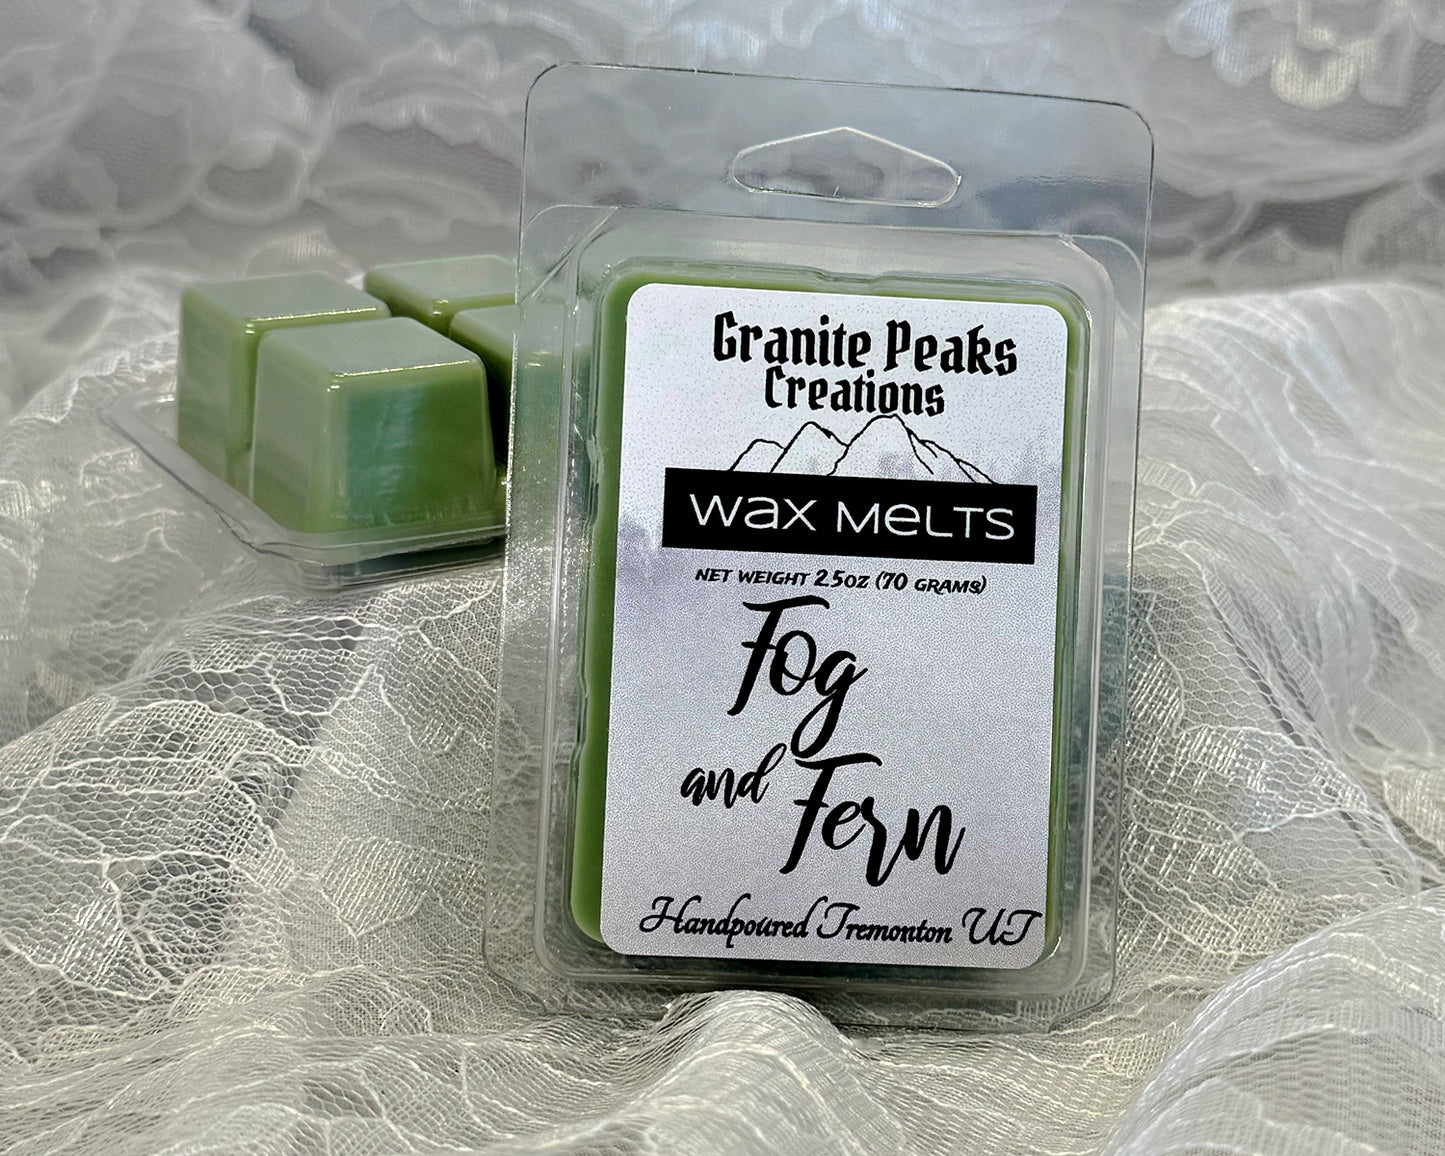 Granite Peaks
Creations
wax melts
NET WEIGHT 2.5OZ (70 GRAMS)
Fog
and Fern
Handpoured Tremonton UT